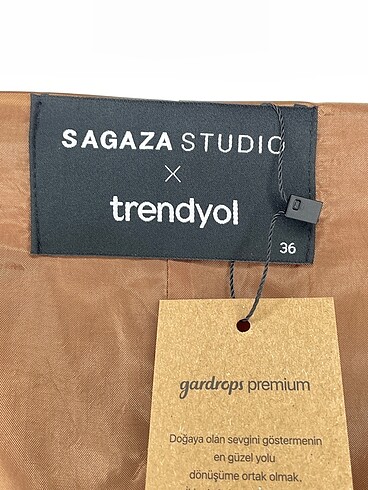 SAGAZA STUDIO
×
trendyol
36
gardrops premium
Doğaya olan sevgini göstermenin
en güzel yolu
dönüşüme ortak olmak.